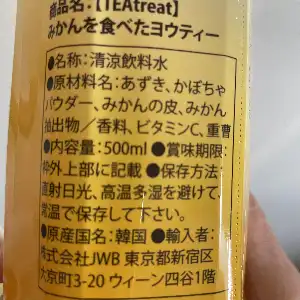 商品名:【TEAtreat】
みかんを食べたヨウティー
●名称:清涼飲料水
●原材料名:あずき、かぼちゃ
パウダー、みかんの皮、みかん
抽出物／香料、ビタミンC、重曹
●内容量:500ml ●賞味期限:
枠外上部に記載 ●保存方法:
直射日光、高温多湿を避けて、
常温で保存して下さい。
●原産国名:韓国 ●輸入者:
株式会社JWB 東京都新宿区
大京町3-20 ウィーン四谷1階